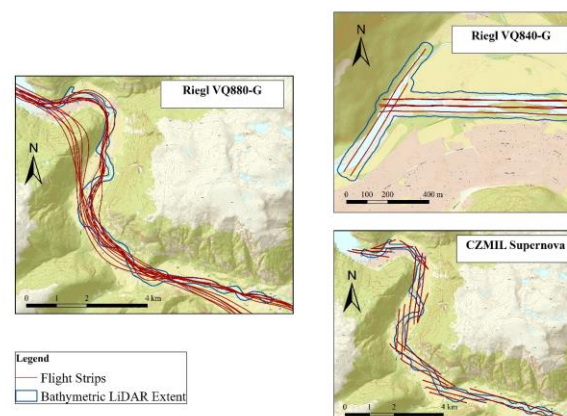 Riegl VQ880-G
N
0 1 2 4 km
Legend
Flight Strips
Bathymetric LiDAR Extent
Riegl VQ840-G
N
0 100 200 400 m
CZMIL Supernova
N
0 1 2 4 km